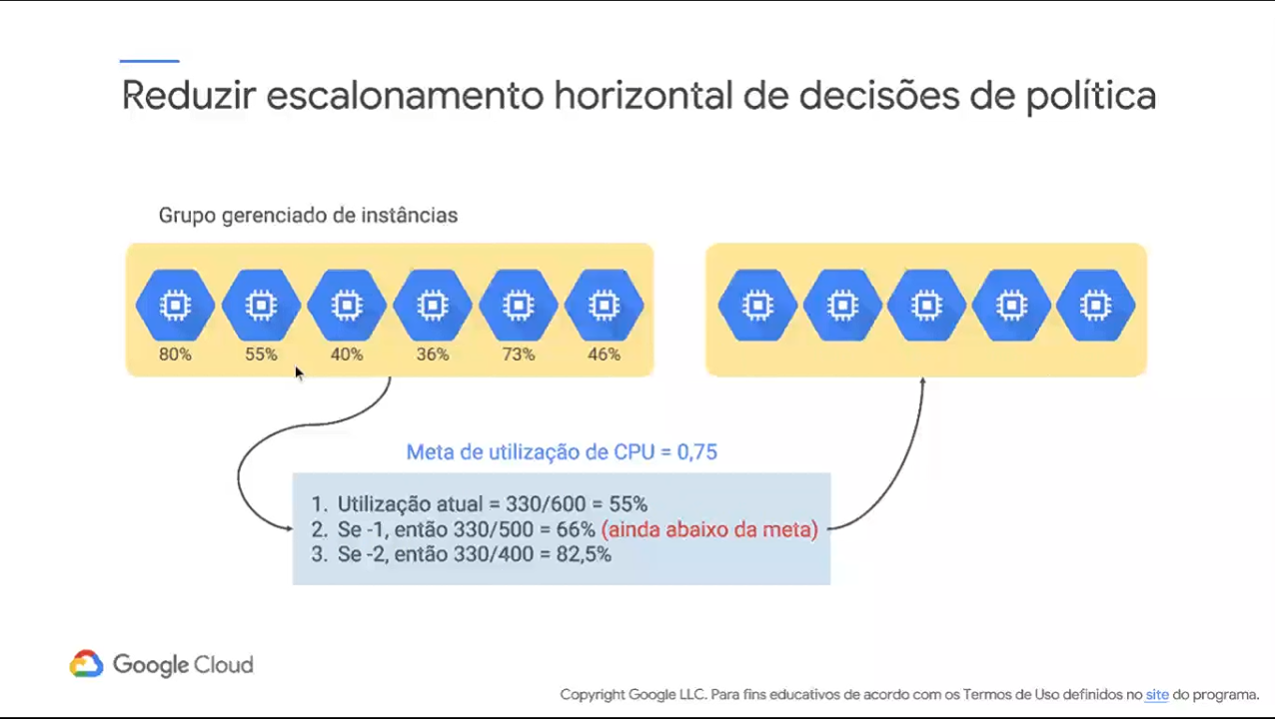 Reduzir escalonamento horizontal de decisões de política
Grupo gerenciado de instâncias
80% 55% 40% 36% 73% 46%
Meta de utilização de CPU = 0,75
1. Utilização atual = 330/600 = 55%
2. Se -1, então 330/500 = 66% (ainda abaixo da meta)
3. Se -2, então 330/400 = 82,5%
Google Cloud
Copyright Google LLC. Para fins educativos de acordo com os Termos de Uso definidos no site do programa.